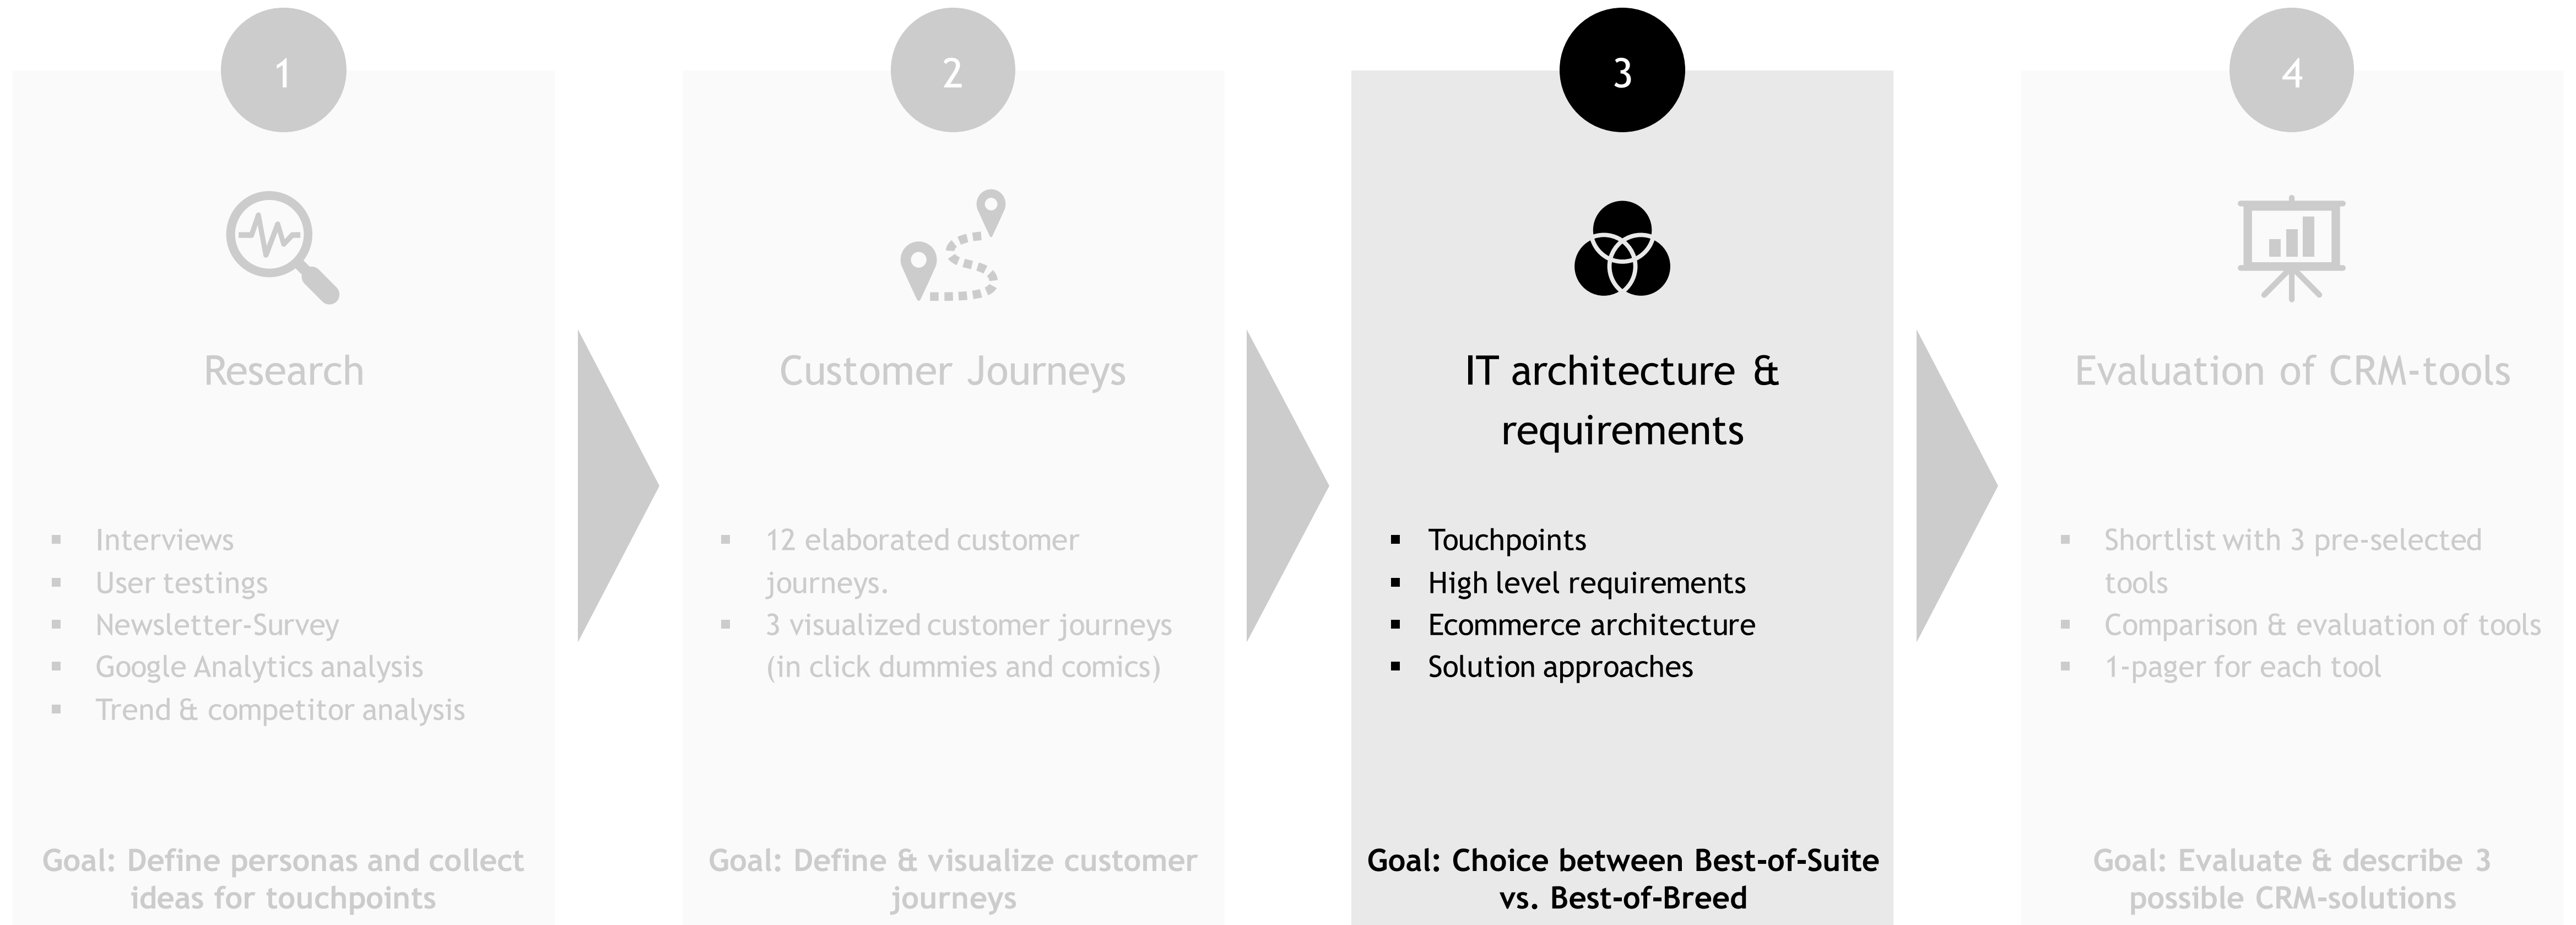 1
Research
▪ Interviews
▪ User testings
▪ Newsletter-Survey
▪ Google Analytics analysis
▪ Trend & competitor analysis
Goal: Define personas and collect
ideas for touchpoints
2
Customer Journeys
▪ 12 elaborated customer
journeys.
▪ 3 visualized customer journeys
(in click dummies and comics)
Goal: Define & visualize customer
journeys
3
IT architecture &
requirements
▪ Touchpoints
▪ High level requirements
▪ Ecommerce architecture
▪ Solution approaches
Goal: Choice between Best-of-Suite
vs. Best-of-Breed
4
Evaluation of CRM-tools
▪ Shortlist with 3 pre-selected
tools
▪ Comparison & evaluation of tools
▪ 1-pager for each tool
Goal: Evaluate & describe 3
possible CRM-solutions